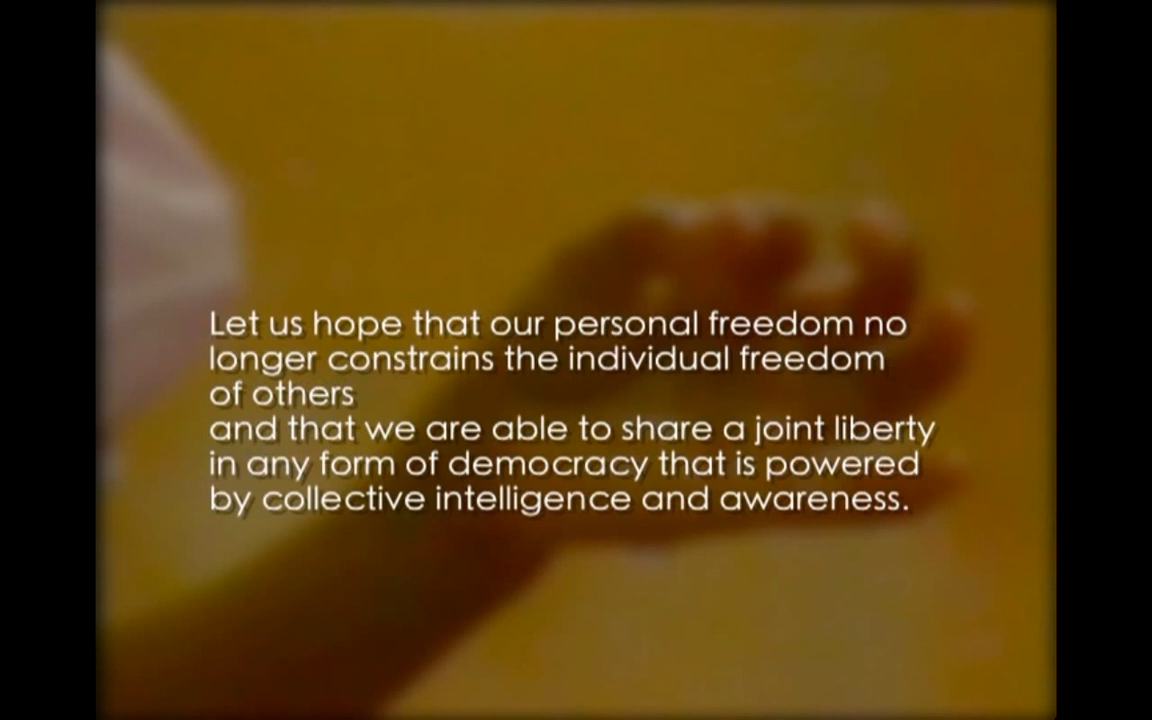 Let us hope that our personal freedom no
longer constrains the individual freedom
of others
and that we are able to share a joint liberty
in any form of democracy that is powered
by collective intelligence and awareness.